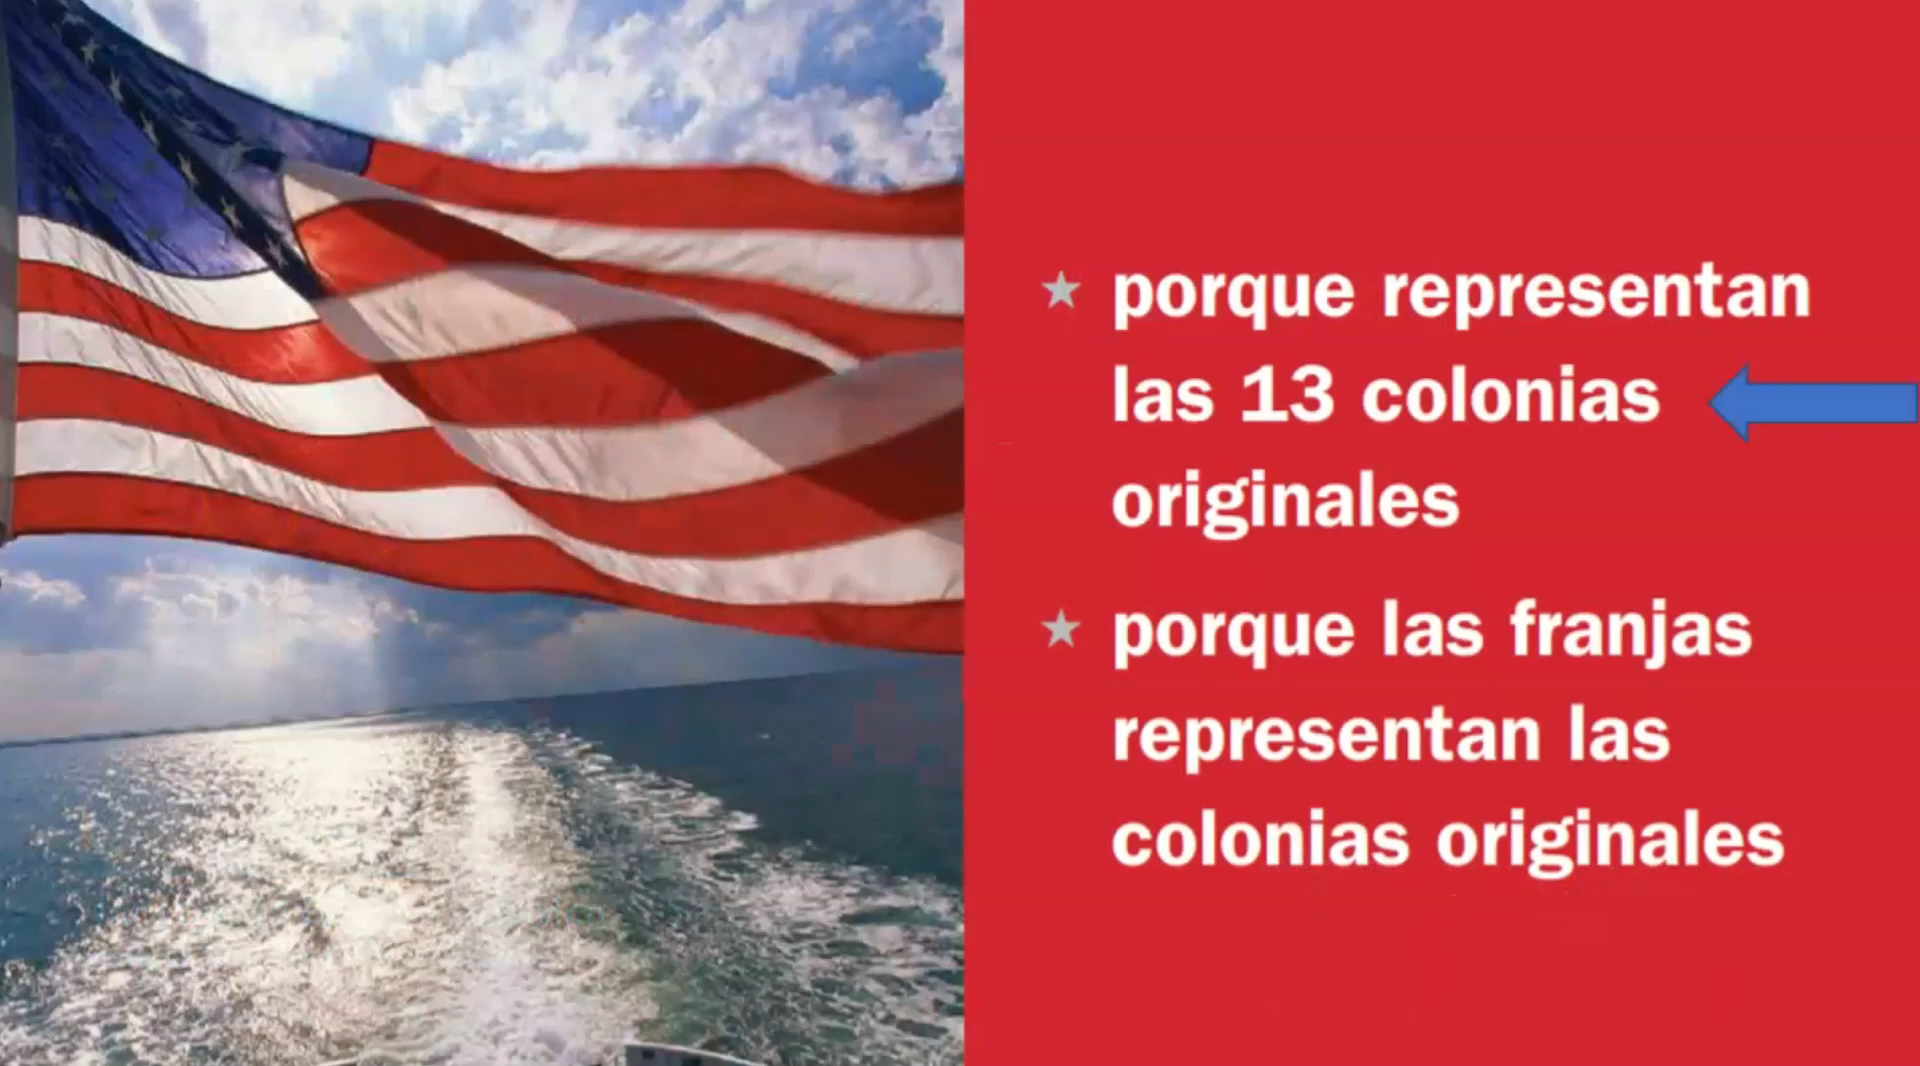 porque representan
las 13 colonias
originales
porque las franjas
representan las
colonias originales